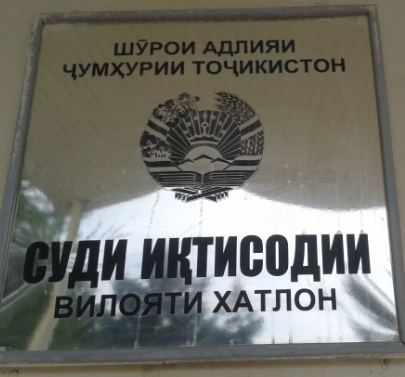 ШӮРОИ АДЛИЯИ
ҶУМҲУРИИ ТОҶИКИСТОН
СУДИ ИҚТИСОДИИ
ВИЛОЯТИ ХАТЛОН